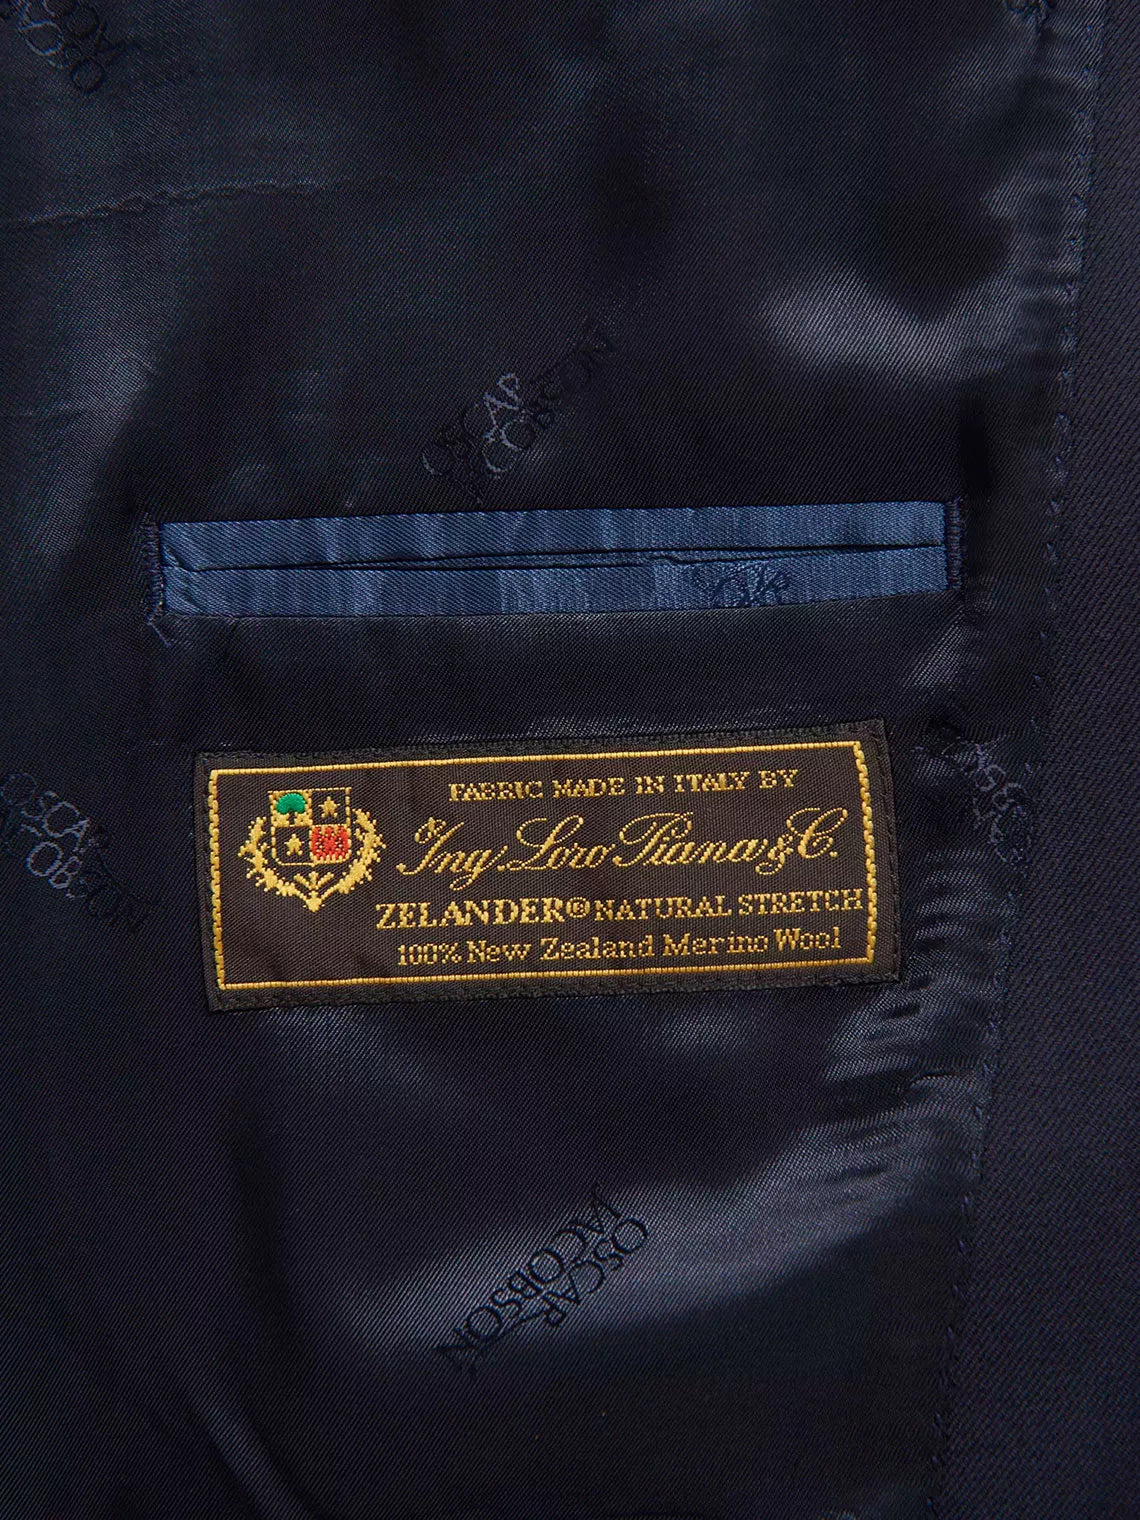 OSCAR
JACOBSON
FABRIC MADE IN ITALY BY
Ing. Loro Piana & C.
ZELANDER® NATURAL STRETCH
100% New Zealand Merino Wool
OSCAR
JACOBSON
OSCAR
JACOBSON